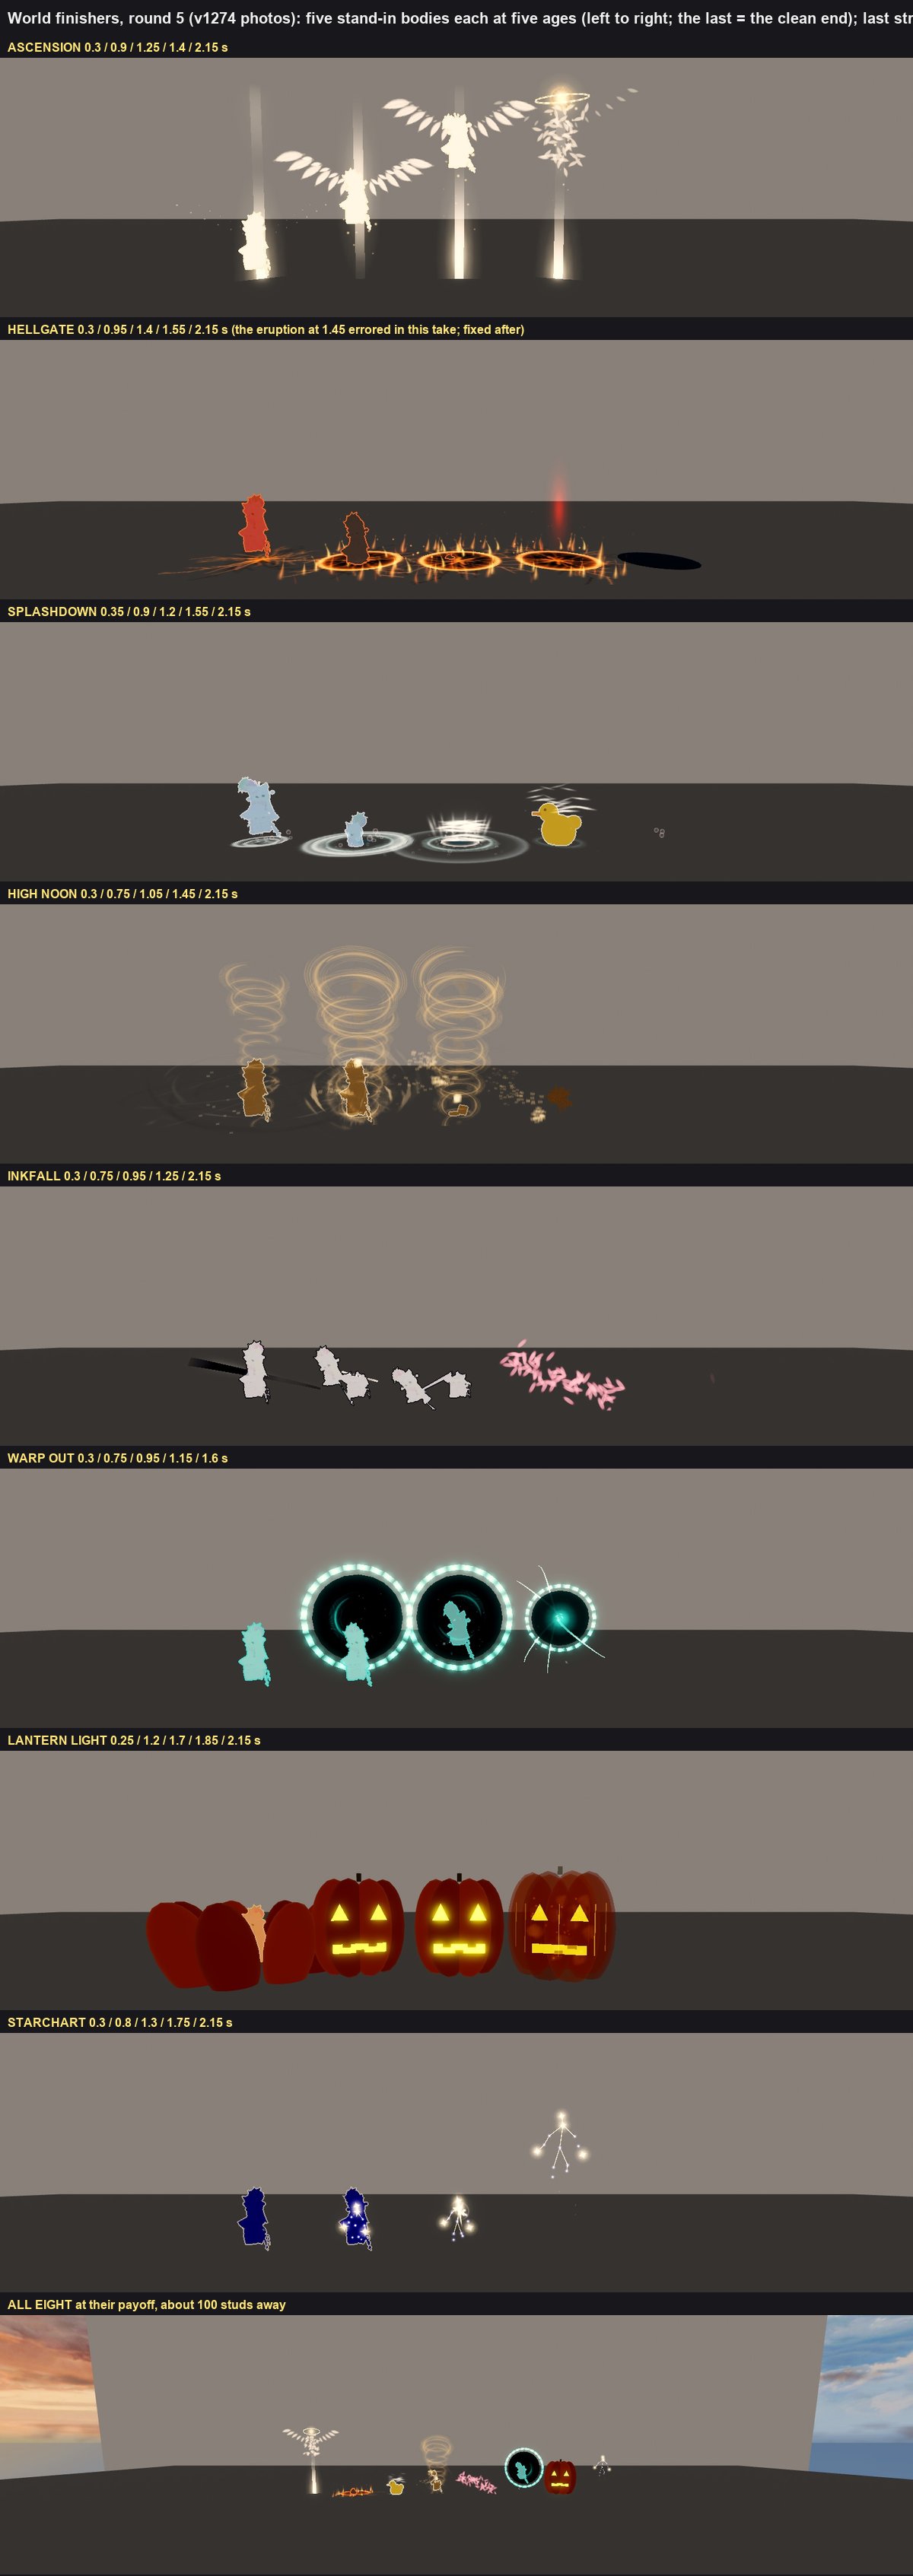 World finishers, round 5 (v1274 photos): five stand-in bodies each at five ages (left to right; the last = the clean end); last
ASCENSION 0.3 / 0.9 / 1.25 / 1.4 / 2.15 s
HELLGATE 0.3 / 0.95 / 1.4 / 1.55 / 2.15 s (the eruption at 1.45 errored in this take; fixed after)
SPLASHDOWN 0.35 / 0.9 / 1.2 / 1.55 / 2.15 s
HIGH NOON 0.3 / 0.75 / 1.05 / 1.45 / 2.15 s
INKFALL 0.3 / 0.75 / 0.95 / 1.25 / 2.15 s
WARP OUT 0.3 / 0.75 / 0.95 / 1.15 / 1.6 s
LANTERN LIGHT 0.25 / 1.2 / 1.7 / 1.85 / 2.15 s
STARCHART 0.3 / 0.8 / 1.3 / 1.75 / 2.15 s
ALL EIGHT at their payoff, about 100 studs away